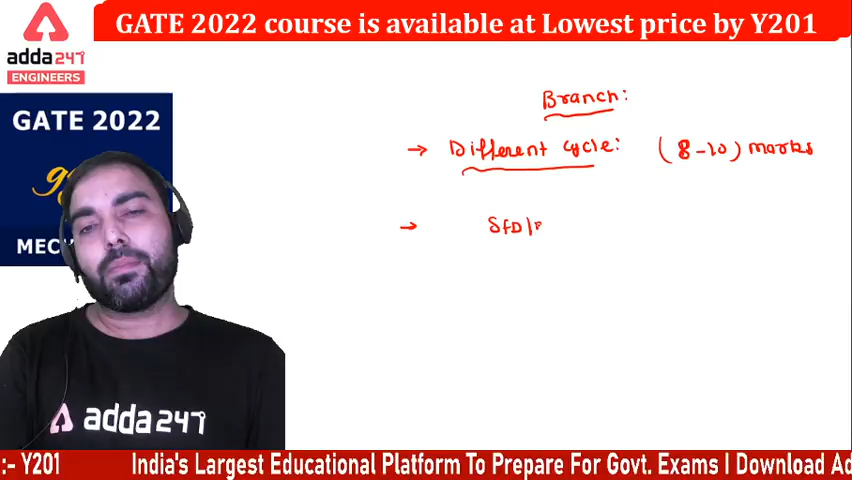 GATE 2022 course is available at Lowest price by Y201
adda247
ENGINEERS
GATE 2022
MEC
Branch:
→ Different cycle: (8-10) marks
→ SFD/
adda247
:- Y201 India's Largest Educational Platform To Prepare For Govt. Exams I Download Ad